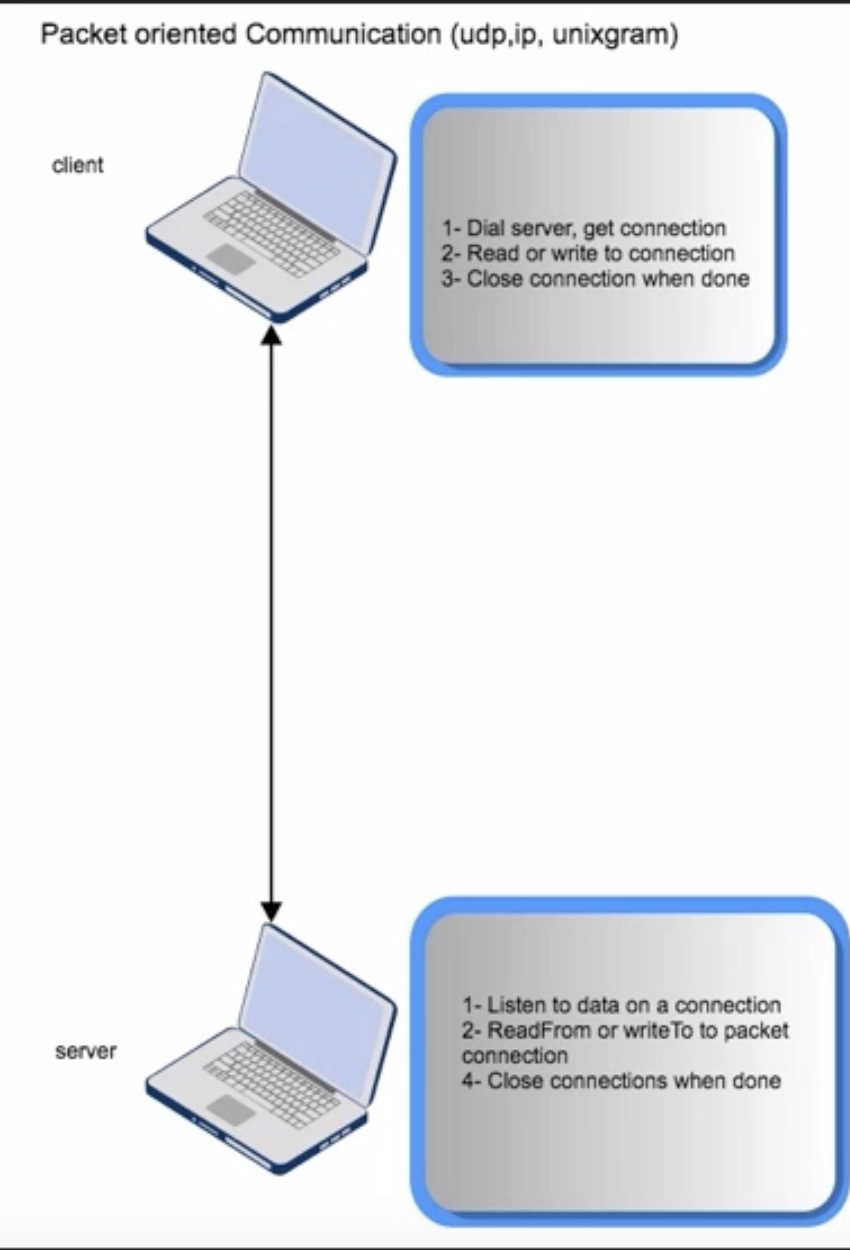 Packet oriented Communication (udp,ip, unixgram)
client
1- Dial server, get connection
2- Read or write to connection
3- Close connection when done
server
1- Listen to data on a connection
2- ReadFrom or writeTo to packet
connection
4- Close connections when done